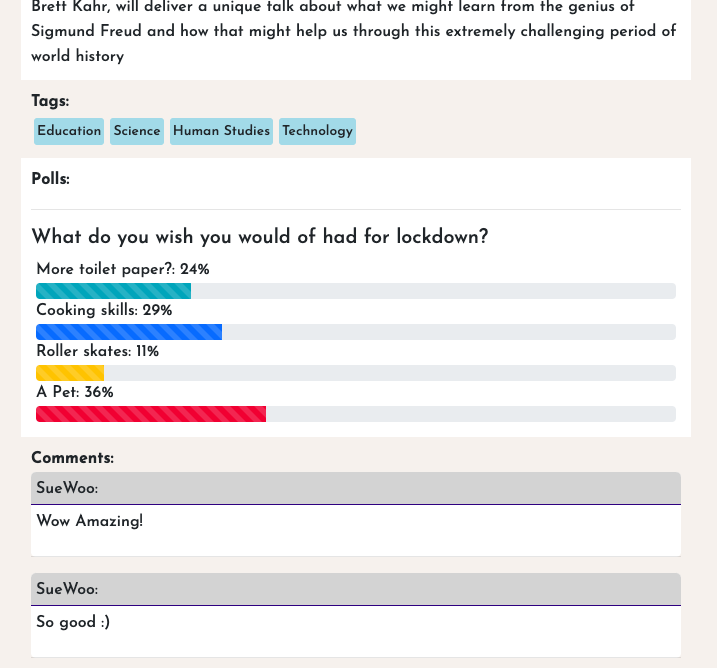 Brett Kahr, will deliver a unique talk about what we might learn from the genius of
Sigmund Freud and how that might help us through this extremely challenging period of
world history
Tags:
Education Science Human Studies Technology
Polls:
What do you wish you would of had for lockdown?
More toilet paper?: 24%
Cooking skills: 29%
Roller skates: 11%
A Pet: 36%
Comments:
SueWoo:
Wow Amazing!
SueWoo:
So good :)